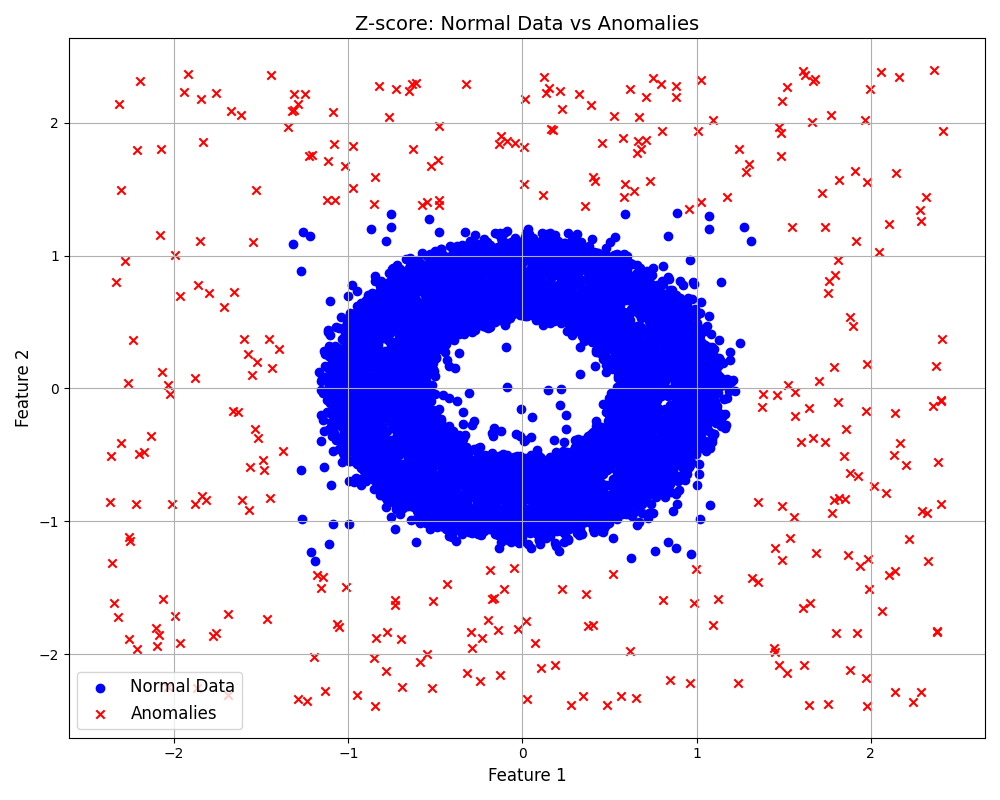 Z-score: Normal Data vs Anomalies
2
1
0
−1
−2
Feature 2
Normal Data
Anomalies
−2 −1 0 1 2
Feature 1